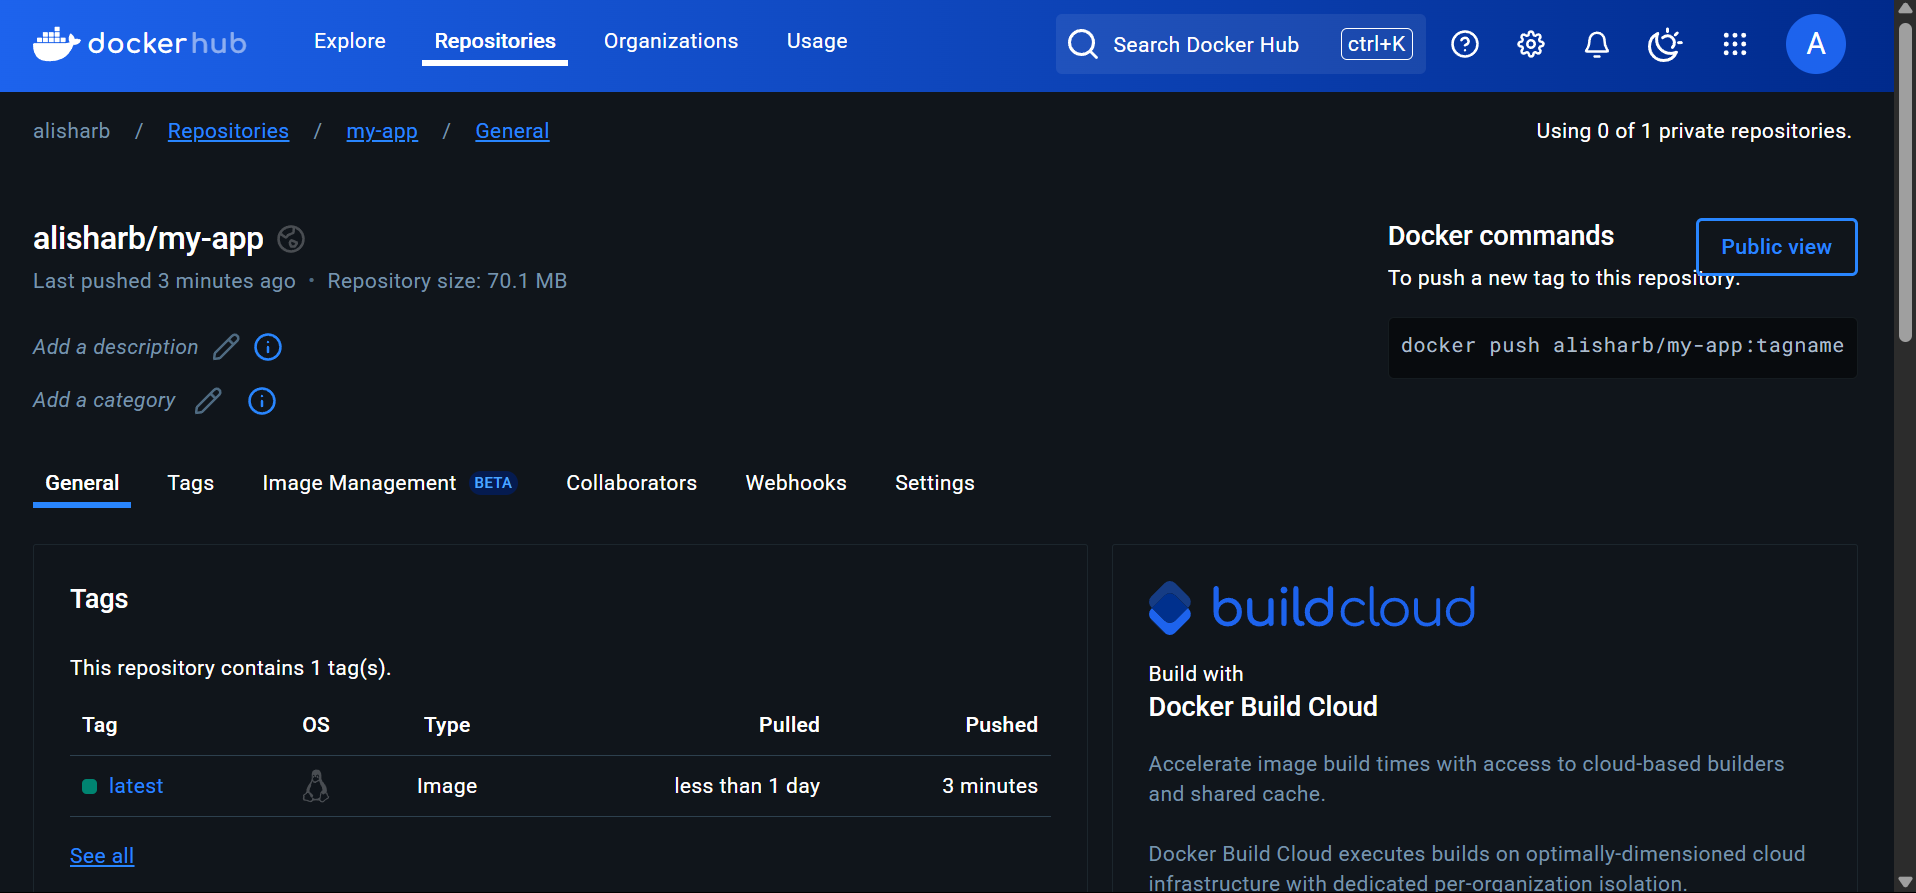 dockerhub
Explore
Repositories
Organizations
Usage
Search Docker Hub
ctrl+K
A
alisharb / Repositories / my-app / General
Using 0 of 1 private repositories.
alisharb/my-app
Last pushed 3 minutes ago • Repository size: 70.1 MB
Add a description
Add a category
Docker commands
Public view
To push a new tag to this repository:
docker push alisharb/my-app:tagname
General
Tags
Image Management BETA
Collaborators
Webhooks
Settings
Tags
This repository contains 1 tag(s).
Tag OS Type Pulled Pushed
latest Image less than 1 day 3 minutes
See all
buildcloud
Build with
Docker Build Cloud
Accelerate image build times with access to cloud-based builders
and shared cache.
Docker Build Cloud executes builds on optimally-dimensioned cloud
infrastructure with dedicated per-organization isolation.